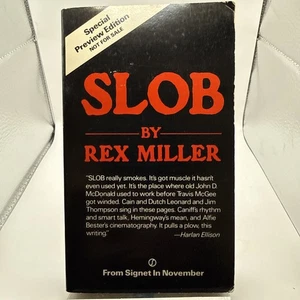 Special
Preview Edition
NOT FOR SALE
SLOB
BY
REX MILLER
"SLOB really smokes. It's got muscle it hasn't
even used yet. It's the place where old John D.
McDonald used to work before Travis McGee
got winded. Cain and Dutch Leonard and Jim
Thompson sing in these pages. Caniff's rhythm
and smart talk, Hemingway's mean, and Alfie
Bester's cinematography. It pulls a plow, this
writing."
—Harlan Ellison
From Signet In November